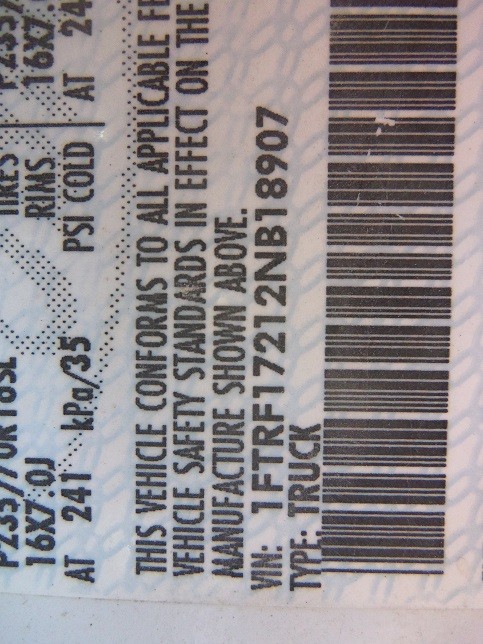 P235/70R16SL TIRES P235/
16X7.0J RIMS 16X7.
AT 241 kPa/35 PSI COLD AT 24
THIS VEHICLE CONFORMS TO ALL APPLICABLE FE
VEHICLE SAFETY STANDARDS IN EFFECT ON THE
MANUFACTURE SHOWN ABOVE.
VIN: 1FTRF17212NB18907
TYPE: TRUCK